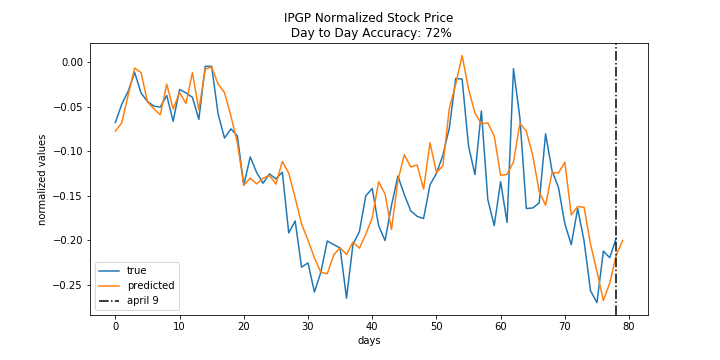 IPGP Normalized Stock Price
Day to Day Accuracy: 72%
normalized values
0.00
−0.05
−0.10
−0.15
−0.20
−0.25
true
predicted
april 9
0 10 20 30 40 50 60 70 80
days